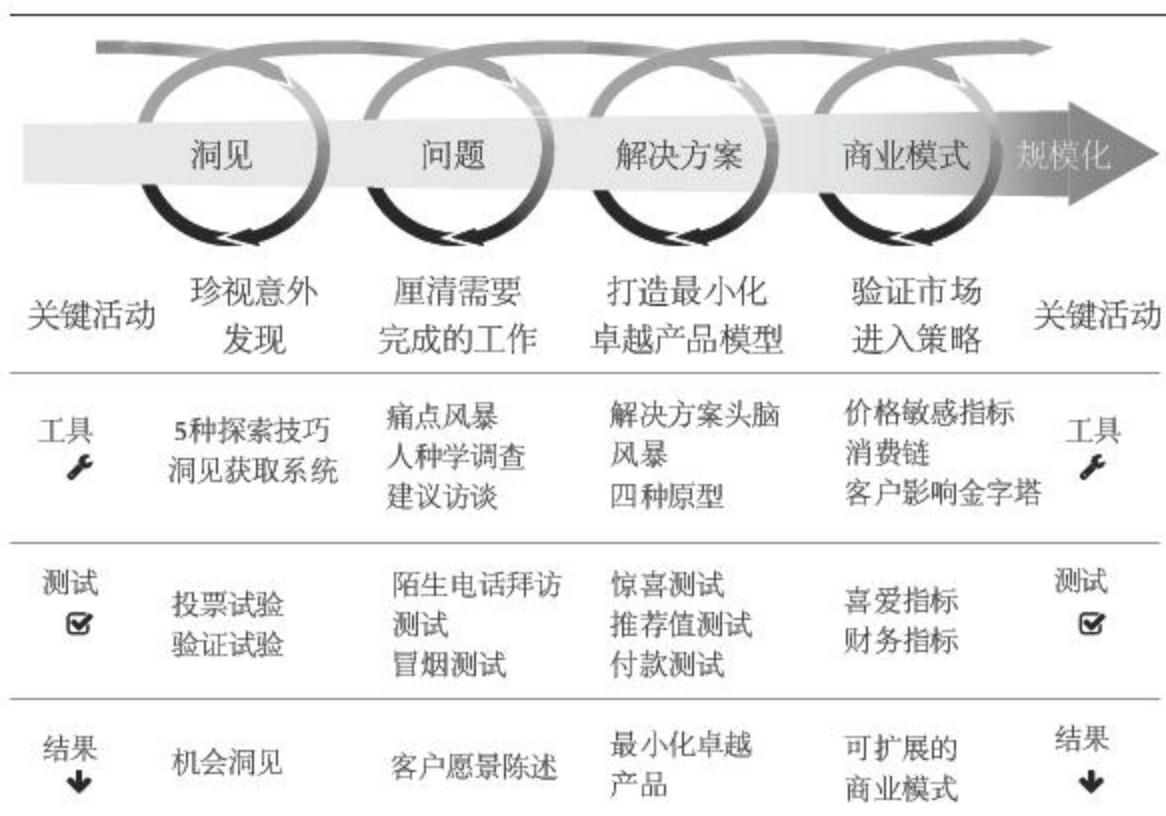 洞见 问题 解决方案 商业模式 规模化
关键活动
珍视意外
发现
厘清需要
完成的工作
打造最小化
卓越产品模型
验证市场
进入策略
关键活动
工具
5种探索技巧
洞见获取系统
痛点风暴
人种学调查
建议访谈
解决方案头脑
风暴
四种原型
价格敏感指标
消费链
客户影响金字塔
工具
测试
投票试验
验证试验
陌生电话拜访
测试
冒烟测试
惊喜测试
推荐值测试
付款测试
喜爱指标
财务指标
测试
结果
机会洞见
客户愿景陈述
最小化卓越
产品
可扩展的
商业模式
结果